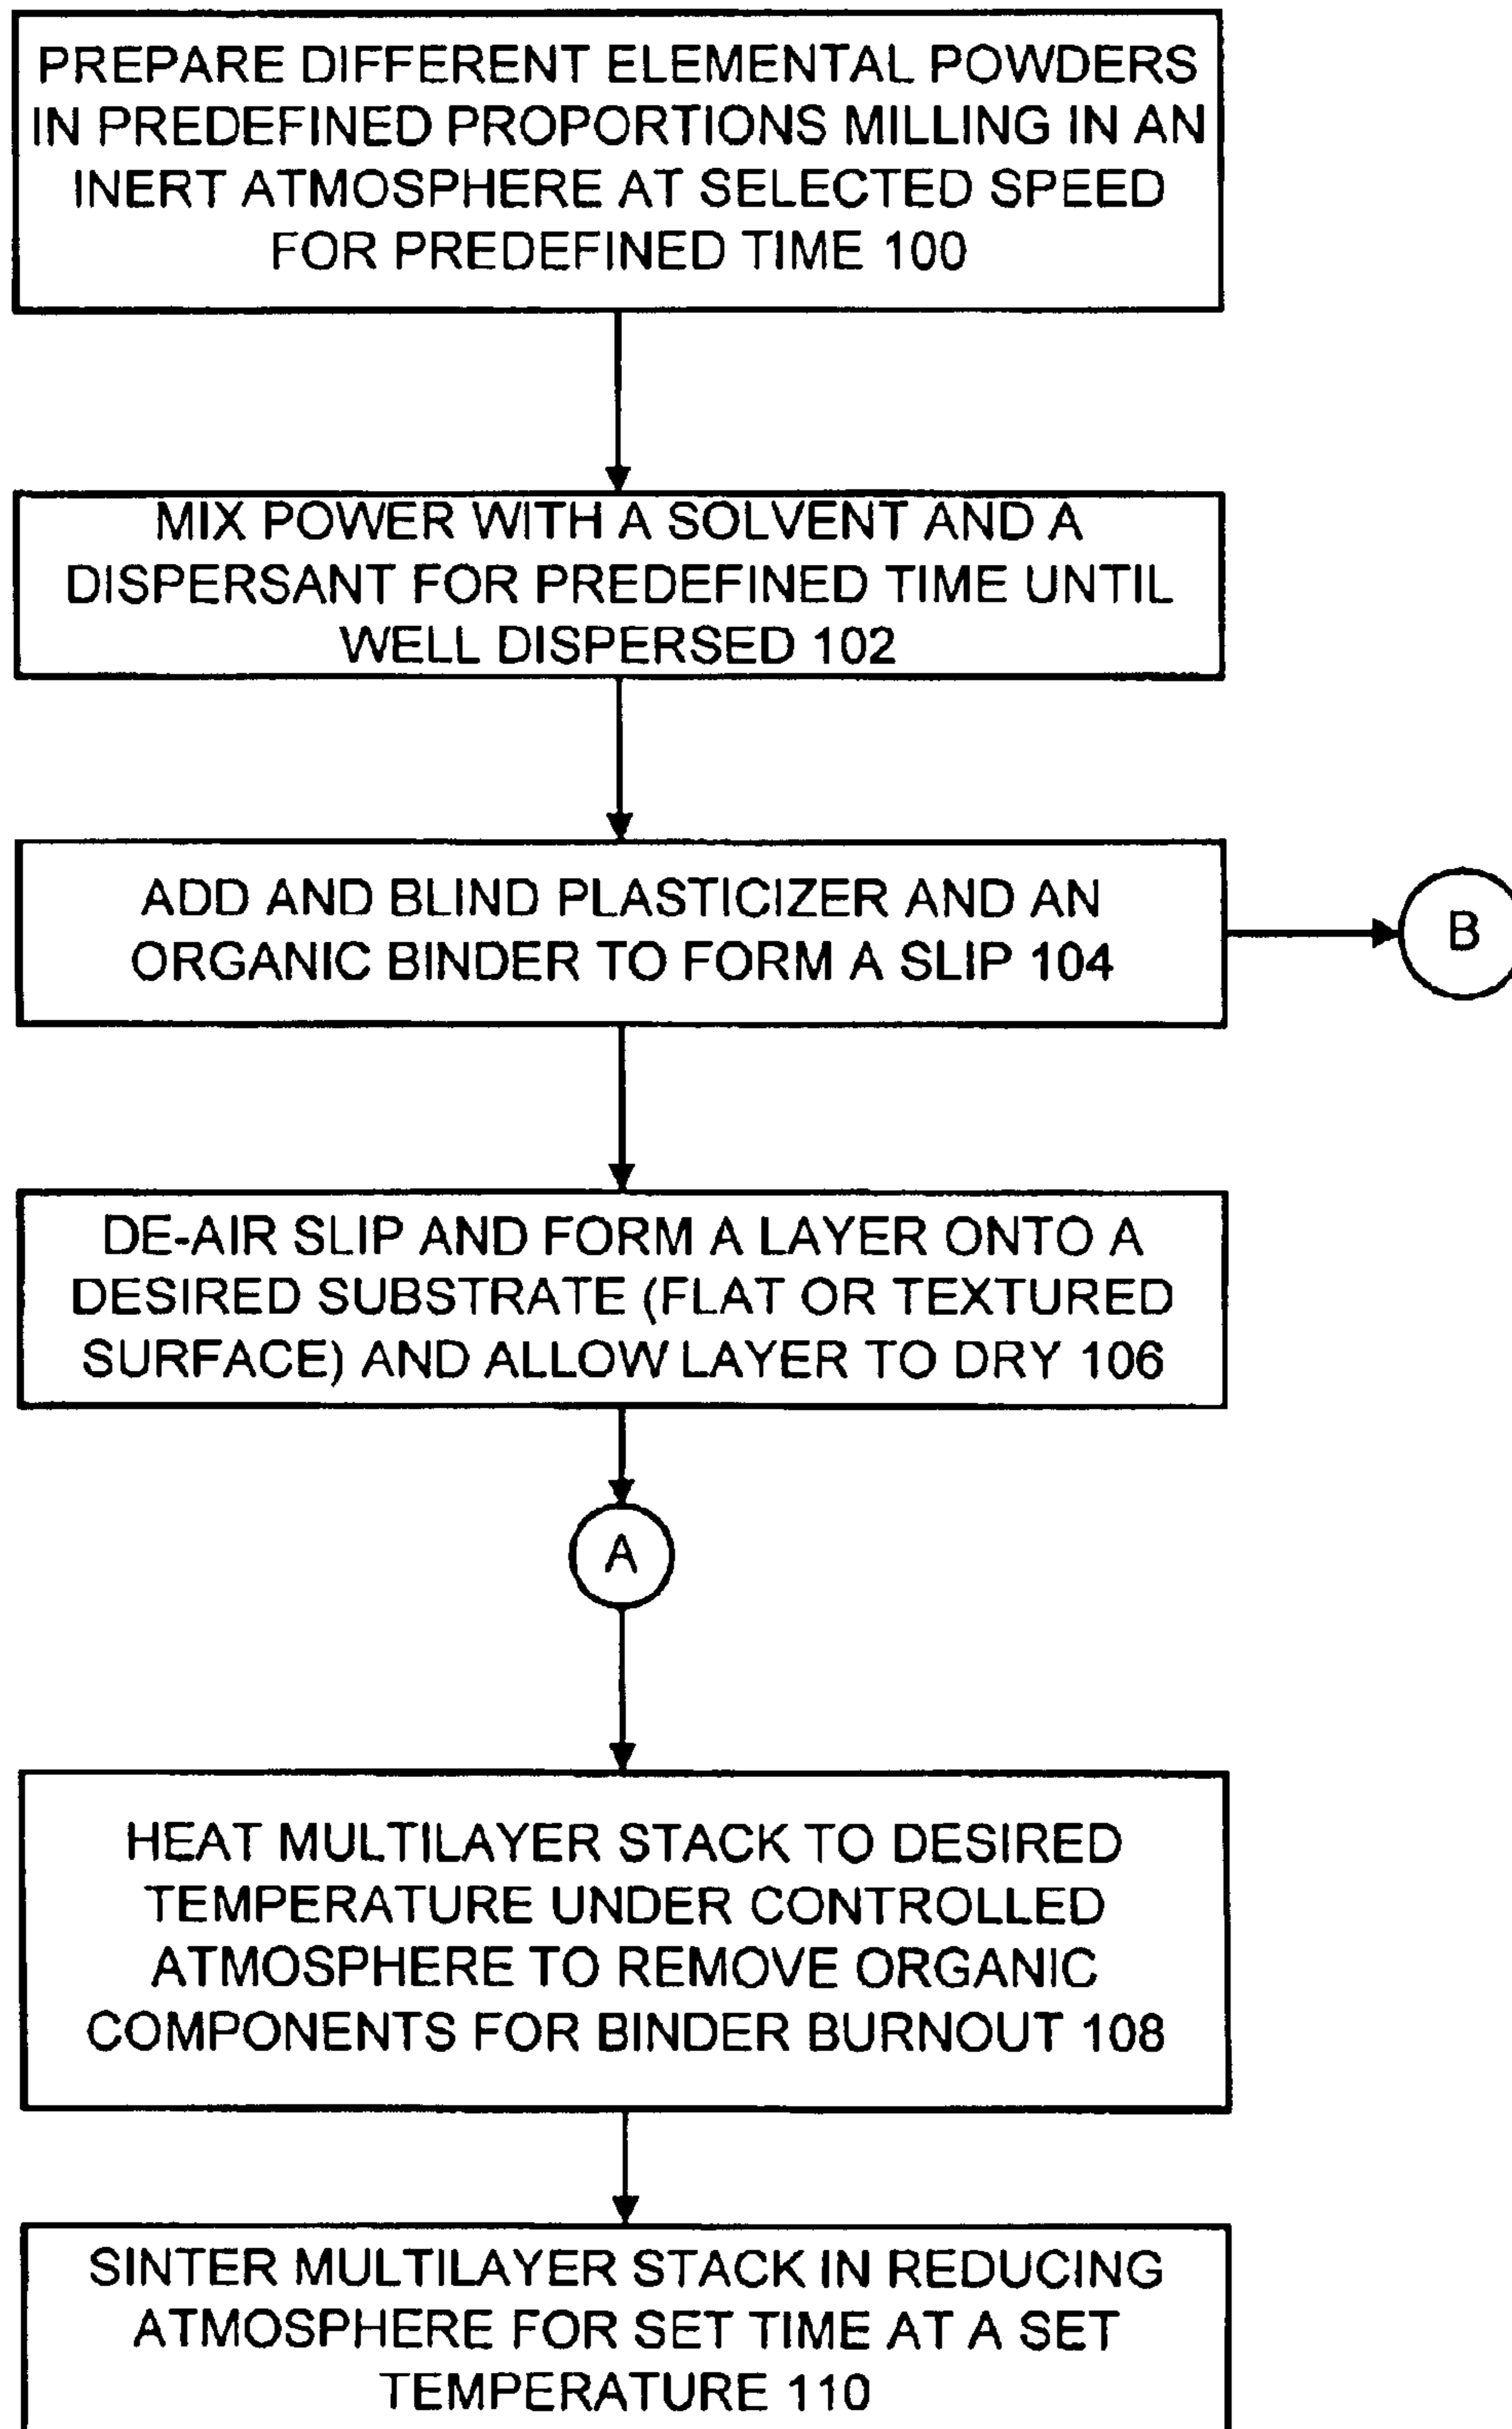 PREPARE DIFFERENT ELEMENTAL POWDERS
IN PREDEFINED PROPORTIONS MILLING IN AN
INERT ATMOSPHERE AT SELECTED SPEED
FOR PREDEFINED TIME 100
MIX POWER WITH A SOLVENT AND A
DISPERSANT FOR PREDEFINED TIME UNTIL
WELL DISPERSED 102
ADD AND BLIND PLASTICIZER AND AN
ORGANIC BINDER TO FORM A SLIP 104
B
DE-AIR SLIP AND FORM A LAYER ONTO A
DESIRED SUBSTRATE (FLAT OR TEXTURED
SURFACE) AND ALLOW LAYER TO DRY 106
A
HEAT MULTILAYER STACK TO DESIRED
TEMPERATURE UNDER CONTROLLED
ATMOSPHERE TO REMOVE ORGANIC
COMPONENTS FOR BINDER BURNOUT 108
SINTER MULTILAYER STACK IN REDUCING
ATMOSPHERE FOR SET TIME AT A SET
TEMPERATURE 110